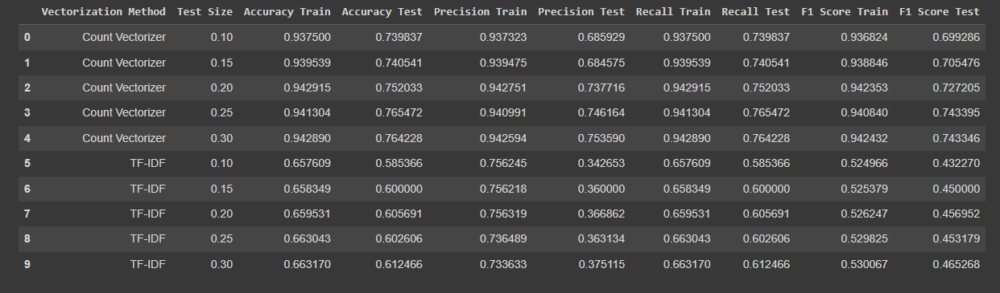 Vectorization Method Test Size Accuracy Train Accuracy Test Precision Train Precision Test Recall Train Recall Test F1 Score Train F1 Score Test
0 Count Vectorizer 0.10 0.937500 0.739837 0.937323 0.685929 0.937500 0.739837 0.936824 0.699286
1 Count Vectorizer 0.15 0.939539 0.740541 0.939475 0.684575 0.939539 0.740541 0.938846 0.705476
2 Count Vectorizer 0.20 0.942915 0.752033 0.942751 0.737716 0.942915 0.752033 0.942353 0.727205
3 Count Vectorizer 0.25 0.941304 0.765472 0.940991 0.746164 0.941304 0.765472 0.940840 0.743395
4 Count Vectorizer 0.30 0.942890 0.764228 0.942594 0.753590 0.942890 0.764228 0.942432 0.743346
5 TF-IDF 0.10 0.657609 0.585366 0.756245 0.342653 0.657609 0.585366 0.524966 0.432270
6 TF-IDF 0.15 0.658349 0.600000 0.756218 0.360000 0.658349 0.600000 0.525379 0.450000
7 TF-IDF 0.20 0.659531 0.605691 0.756319 0.366862 0.659531 0.605691 0.526247 0.456952
8 TF-IDF 0.25 0.663043 0.602606 0.736489 0.363134 0.663043 0.602606 0.529825 0.453179
9 TF-IDF 0.30 0.663170 0.612466 0.733633 0.375115 0.663170 0.612466 0.530067 0.465268